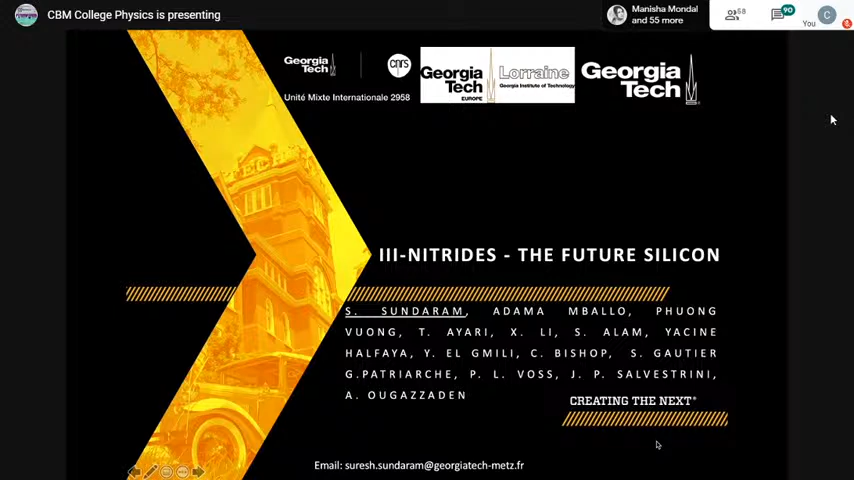 CBM College Physics is presenting
Manisha Mondal
and 55 more
58
90
You
C
Georgia
Tech
cnrs
Unité Mixte Internationale 2958
Georgia
Tech
EUROPE
Lorraine
Georgia Institute of Technology
Georgia
Tech
TECH
III-NITRIDES - THE FUTURE SILICON
S. SUNDARAM, ADAMA MBALLO, PHUONG
VUONG, T. AYARI, X. LI, S. ALAM, YACINE
HALFAYA, Y. EL GMILI, C. BISHOP, S. GAUTIER
G.PATRIARCHE, P. L. VOSS, J. P. SALVESTRINI,
A. OUGAZZADEN
CREATING THE NEXT®
Email: suresh.sundaram@georgiatech-metz.fr